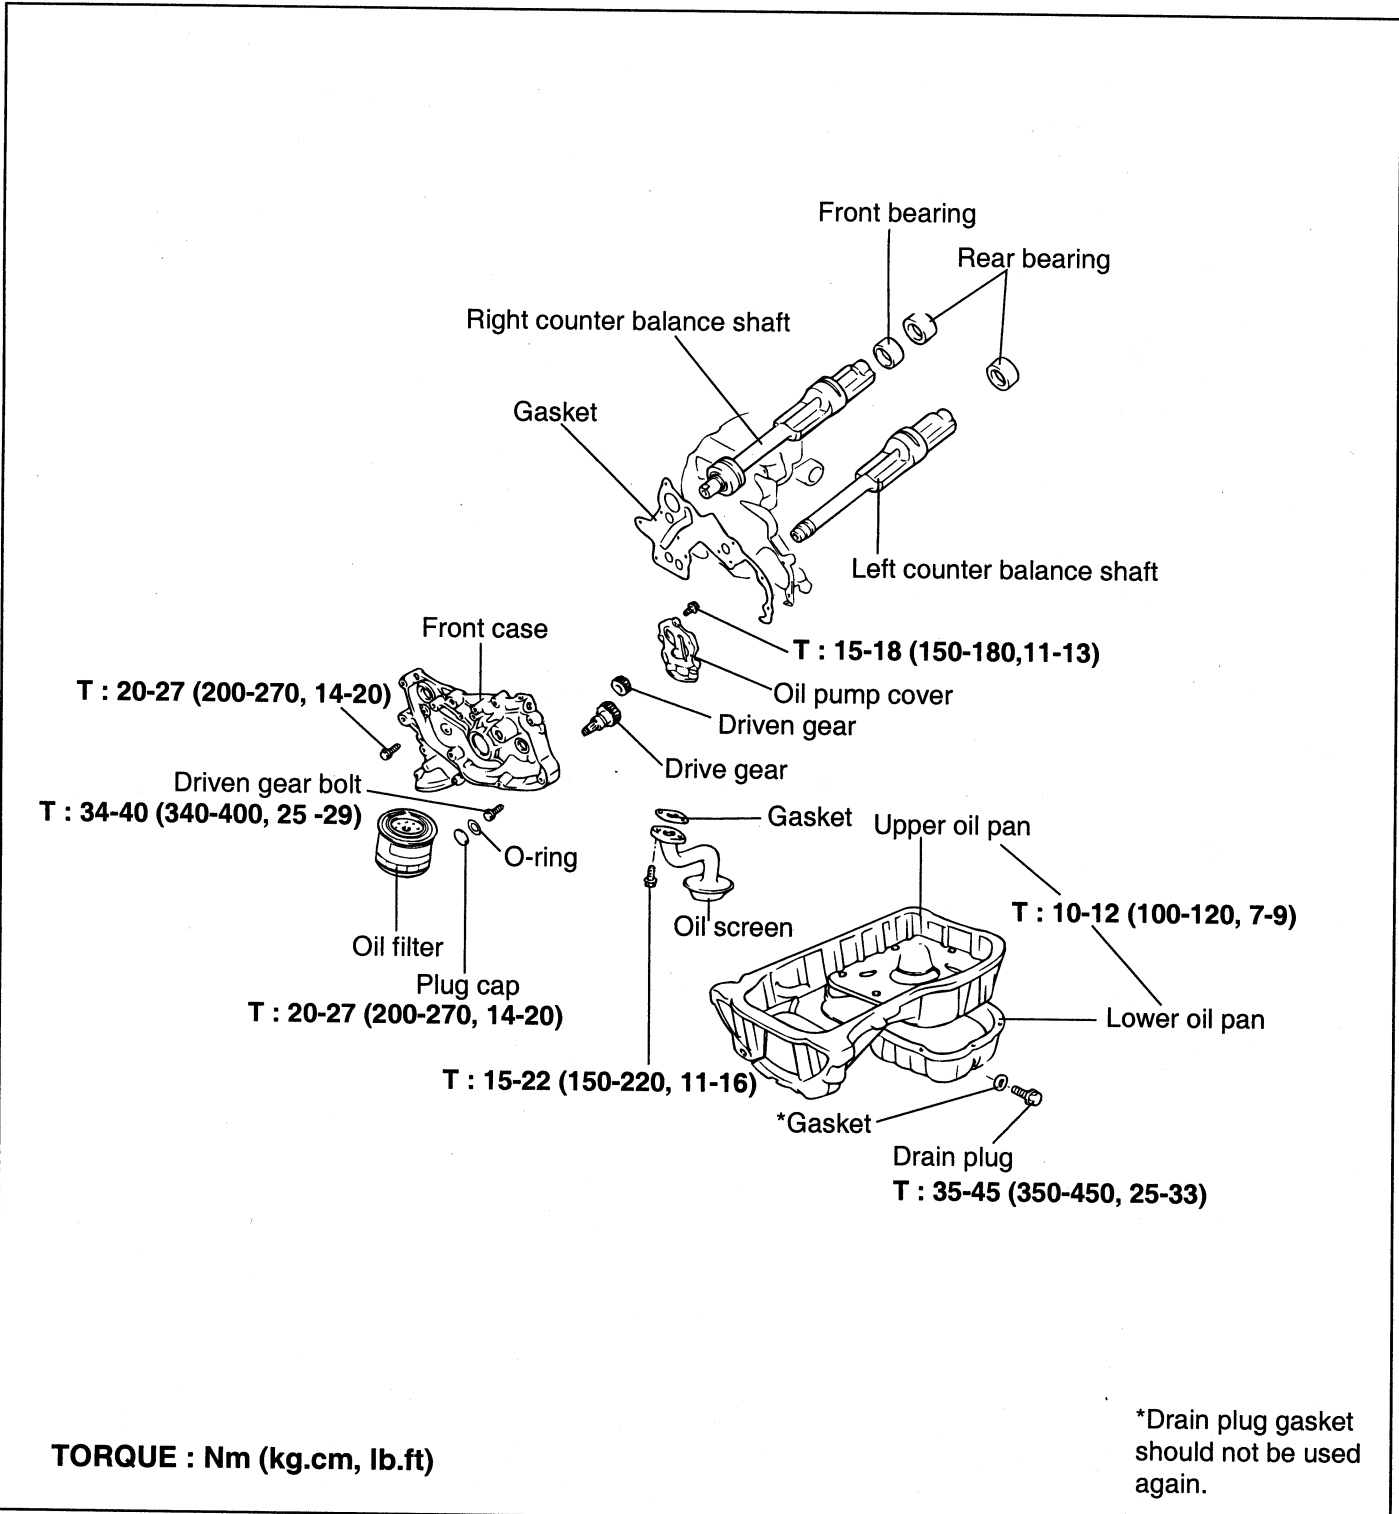 Front bearing
Rear bearing
Right counter balance shaft
Gasket
Left counter balance shaft
Front case
T : 15-18 (150-180,11-13)
T : 20-27 (200-270, 14-20)
Oil pump cover
Driven gear
Drive gear
Driven gear bolt
T : 34-40 (340-400, 25 -29)
Gasket
Upper oil pan
O-ring
T : 10-12 (100-120, 7-9)
Oil screen
Oil filter
Plug cap
T : 20-27 (200-270, 14-20)
Lower oil pan
T : 15-22 (150-220, 11-16)
*Gasket
Drain plug
T : 35-45 (350-450, 25-33)
*Drain plug gasket
should not be used
again.
TORQUE : Nm (kg.cm, lb.ft)